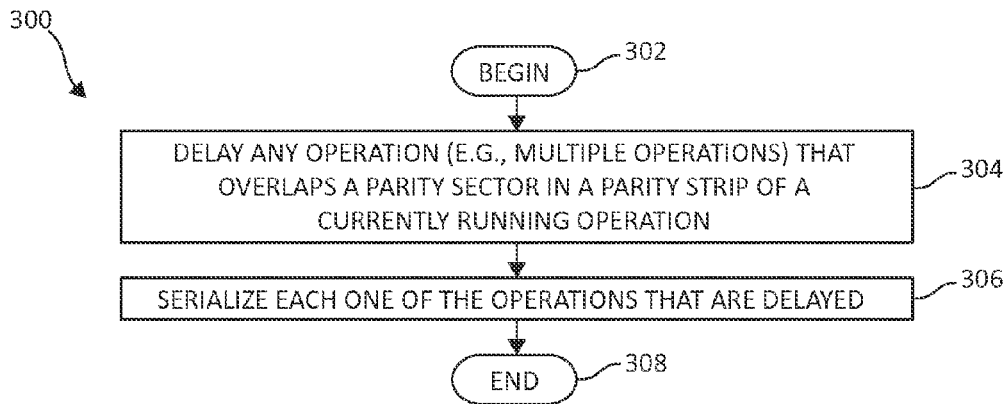 300
302
BEGIN
DELAY ANY OPERATION (E.G., MULTIPLE OPERATIONS) THAT
OVERLAPS A PARITY SECTOR IN A PARITY STRIP OF A
CURRENTLY RUNNING OPERATION
304
SERIALIZE EACH ONE OF THE OPERATIONS THAT ARE DELAYED
306
END
308